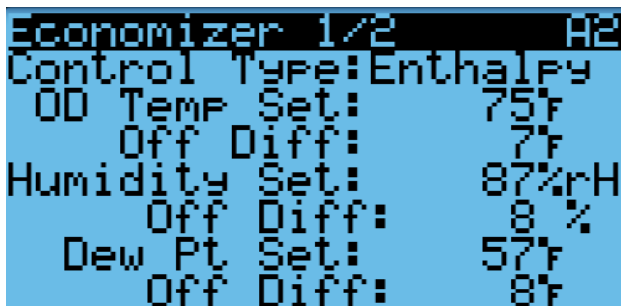 Economizer 1/2 A2
Control Type:Enthalpy
OD Temp Set: 75°F
Off Diff: 7°F
Humidity Set: 87%rH
Off Diff: 8 %
Dew Pt Set: 57°F
Off Diff: 8°F